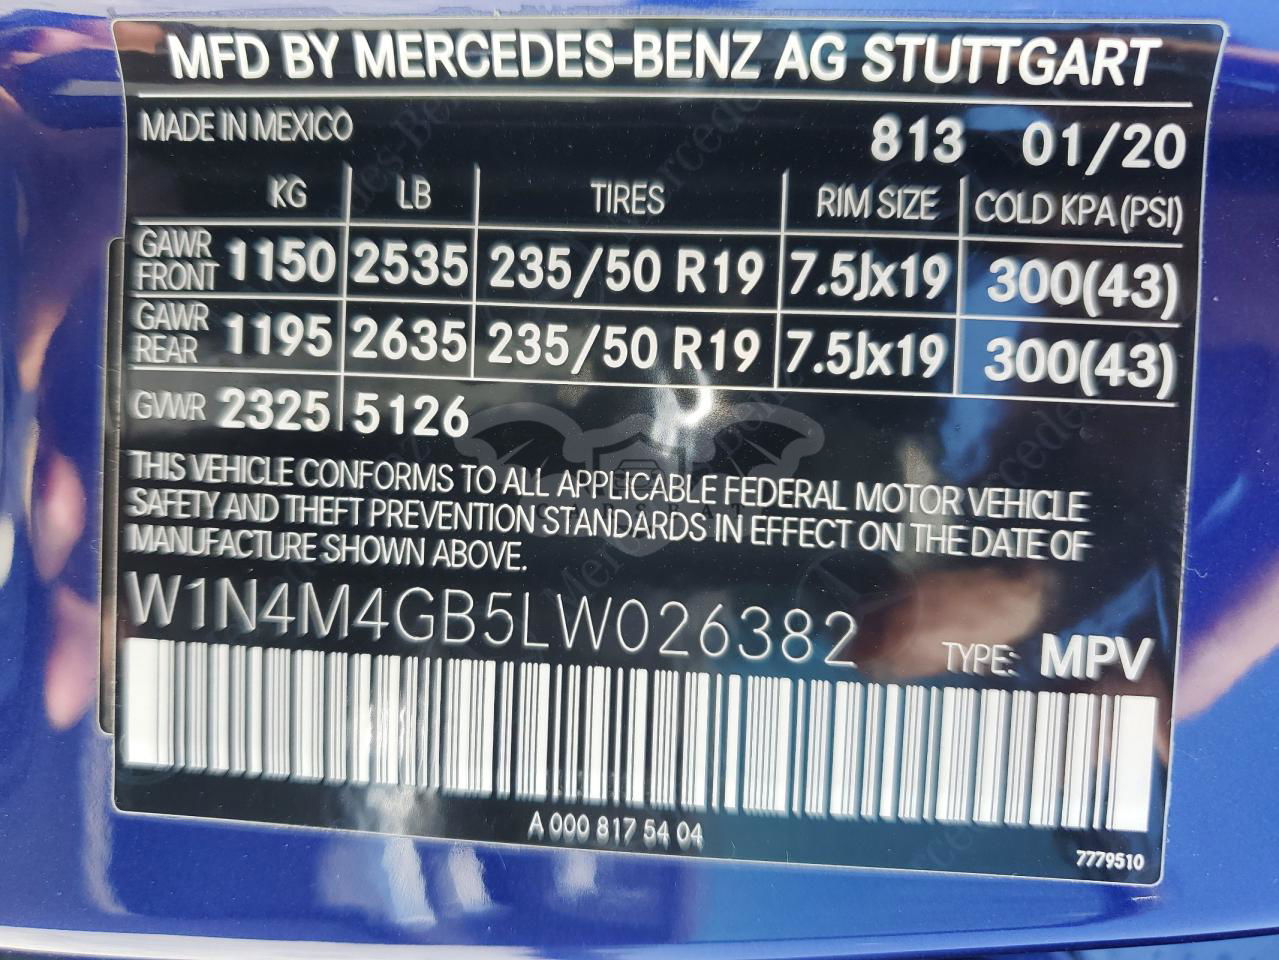 MFD BY MERCEDES-BENZ AG STUTTGART
MADE IN MEXICO 813 01/20
KG LB TIRES RIM SIZE COLD KPA (PSI)
GAWR FRONT 1150 2535 235/50 R19 7.5Jx19 300(43)
GAWR REAR 1195 2635 235/50 R19 7.5Jx19 300(43)
GVWR 2325 5126
THIS VEHICLE CONFORMS TO ALL APPLICABLE FEDERAL MOTOR VEHICLE
SAFETY AND THEFT PREVENTION STANDARDS IN EFFECT ON THE DATE OF
MANUFACTURE SHOWN ABOVE.
W1N4M4GB5LW026382 TYPE: MPV
A 000 817 54 04
7779510